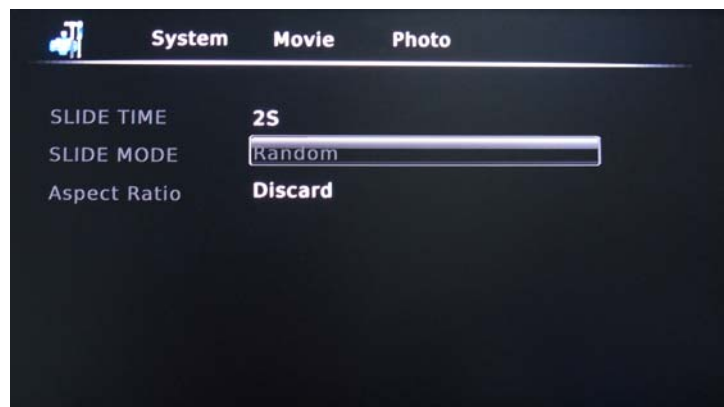 System Movie Photo
SLIDE TIME 2S
SLIDE MODE Random
Aspect Ratio Discard